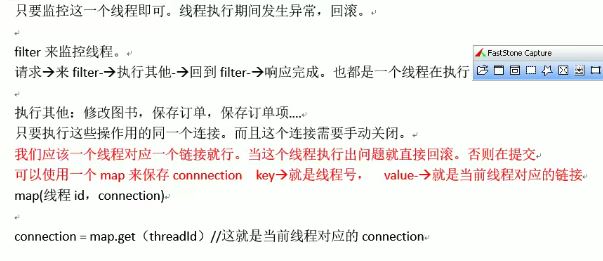 只要监控这一个线程即可。线程执行期间发生异常，回滚。
filter 来监控线程。
请求→来 filter-→执行其他-→回到 filter-→响应完成。也都是一个线程在执行
FastStone Capture
执行其他：修改图书，保存订单，保存订单项....
只要执行这些操作用的同一个连接。而且这个连接需要手动关闭。
我们应该一个线程对应一个链接就行。当这个线程执行出问题就直接回滚。否则在提交
可以使用一个 map 来保存 connnection key→就是线程号， value-→就是当前线程对应的链接
map(线程 id，connection)
connection = map.get（threadId）//这就是当前线程对应的 connection